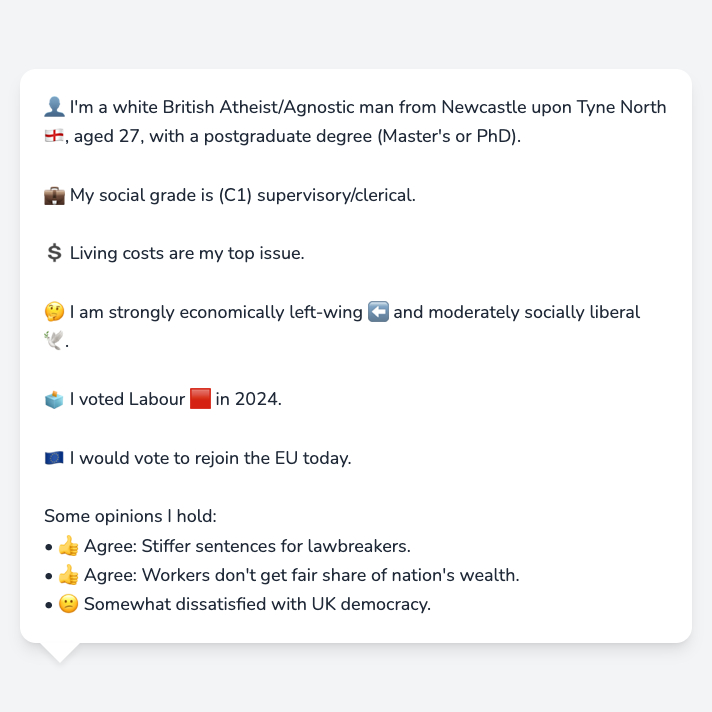 👤 I'm a white British Atheist/Agnostic man from Newcastle upon Tyne North
🏴󠁧󠁢󠁥󠁮󠁧󠁿, aged 27, with a postgraduate degree (Master's or PhD).
💼 My social grade is (C1) supervisory/clerical.
💲 Living costs are my top issue.
🤔 I am strongly economically left-wing ⬅️ and moderately socially liberal
🕊️.
🗳️ I voted Labour 🟥 in 2024.
🇪🇺 I would vote to rejoin the EU today.
Some opinions I hold:
• 👍 Agree: Stiffer sentences for lawbreakers.
• 👍 Agree: Workers don't get fair share of nation's wealth.
• 😕 Somewhat dissatisfied with UK democracy.